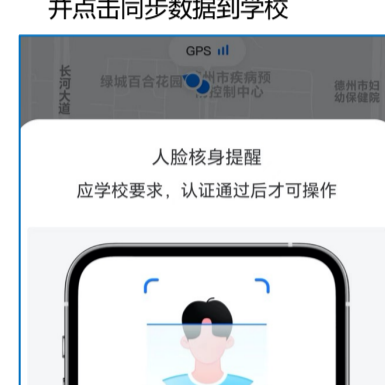 并点击同步数据到学校
GPS
长河大道
绿城百合花园
德州市疾病预
防控制中心
德州市妇
幼保健院
人脸核身提醒
应学校要求，认证通过后才可操作